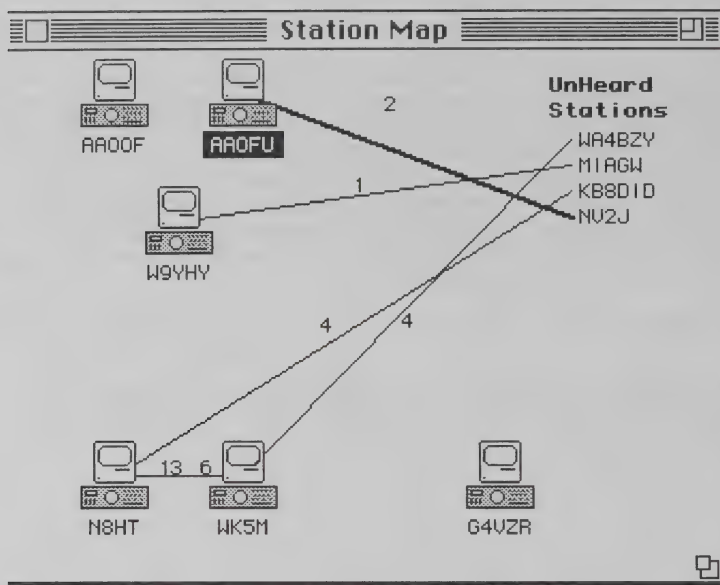 Station Map
UnHeard
Stations
2
AA0OF
AA0FU
WA4BZY
M1AGW
KB8DID
NV2J
1
W9YHY
4
4
13 6
N8HT
WK5M
G4VZR